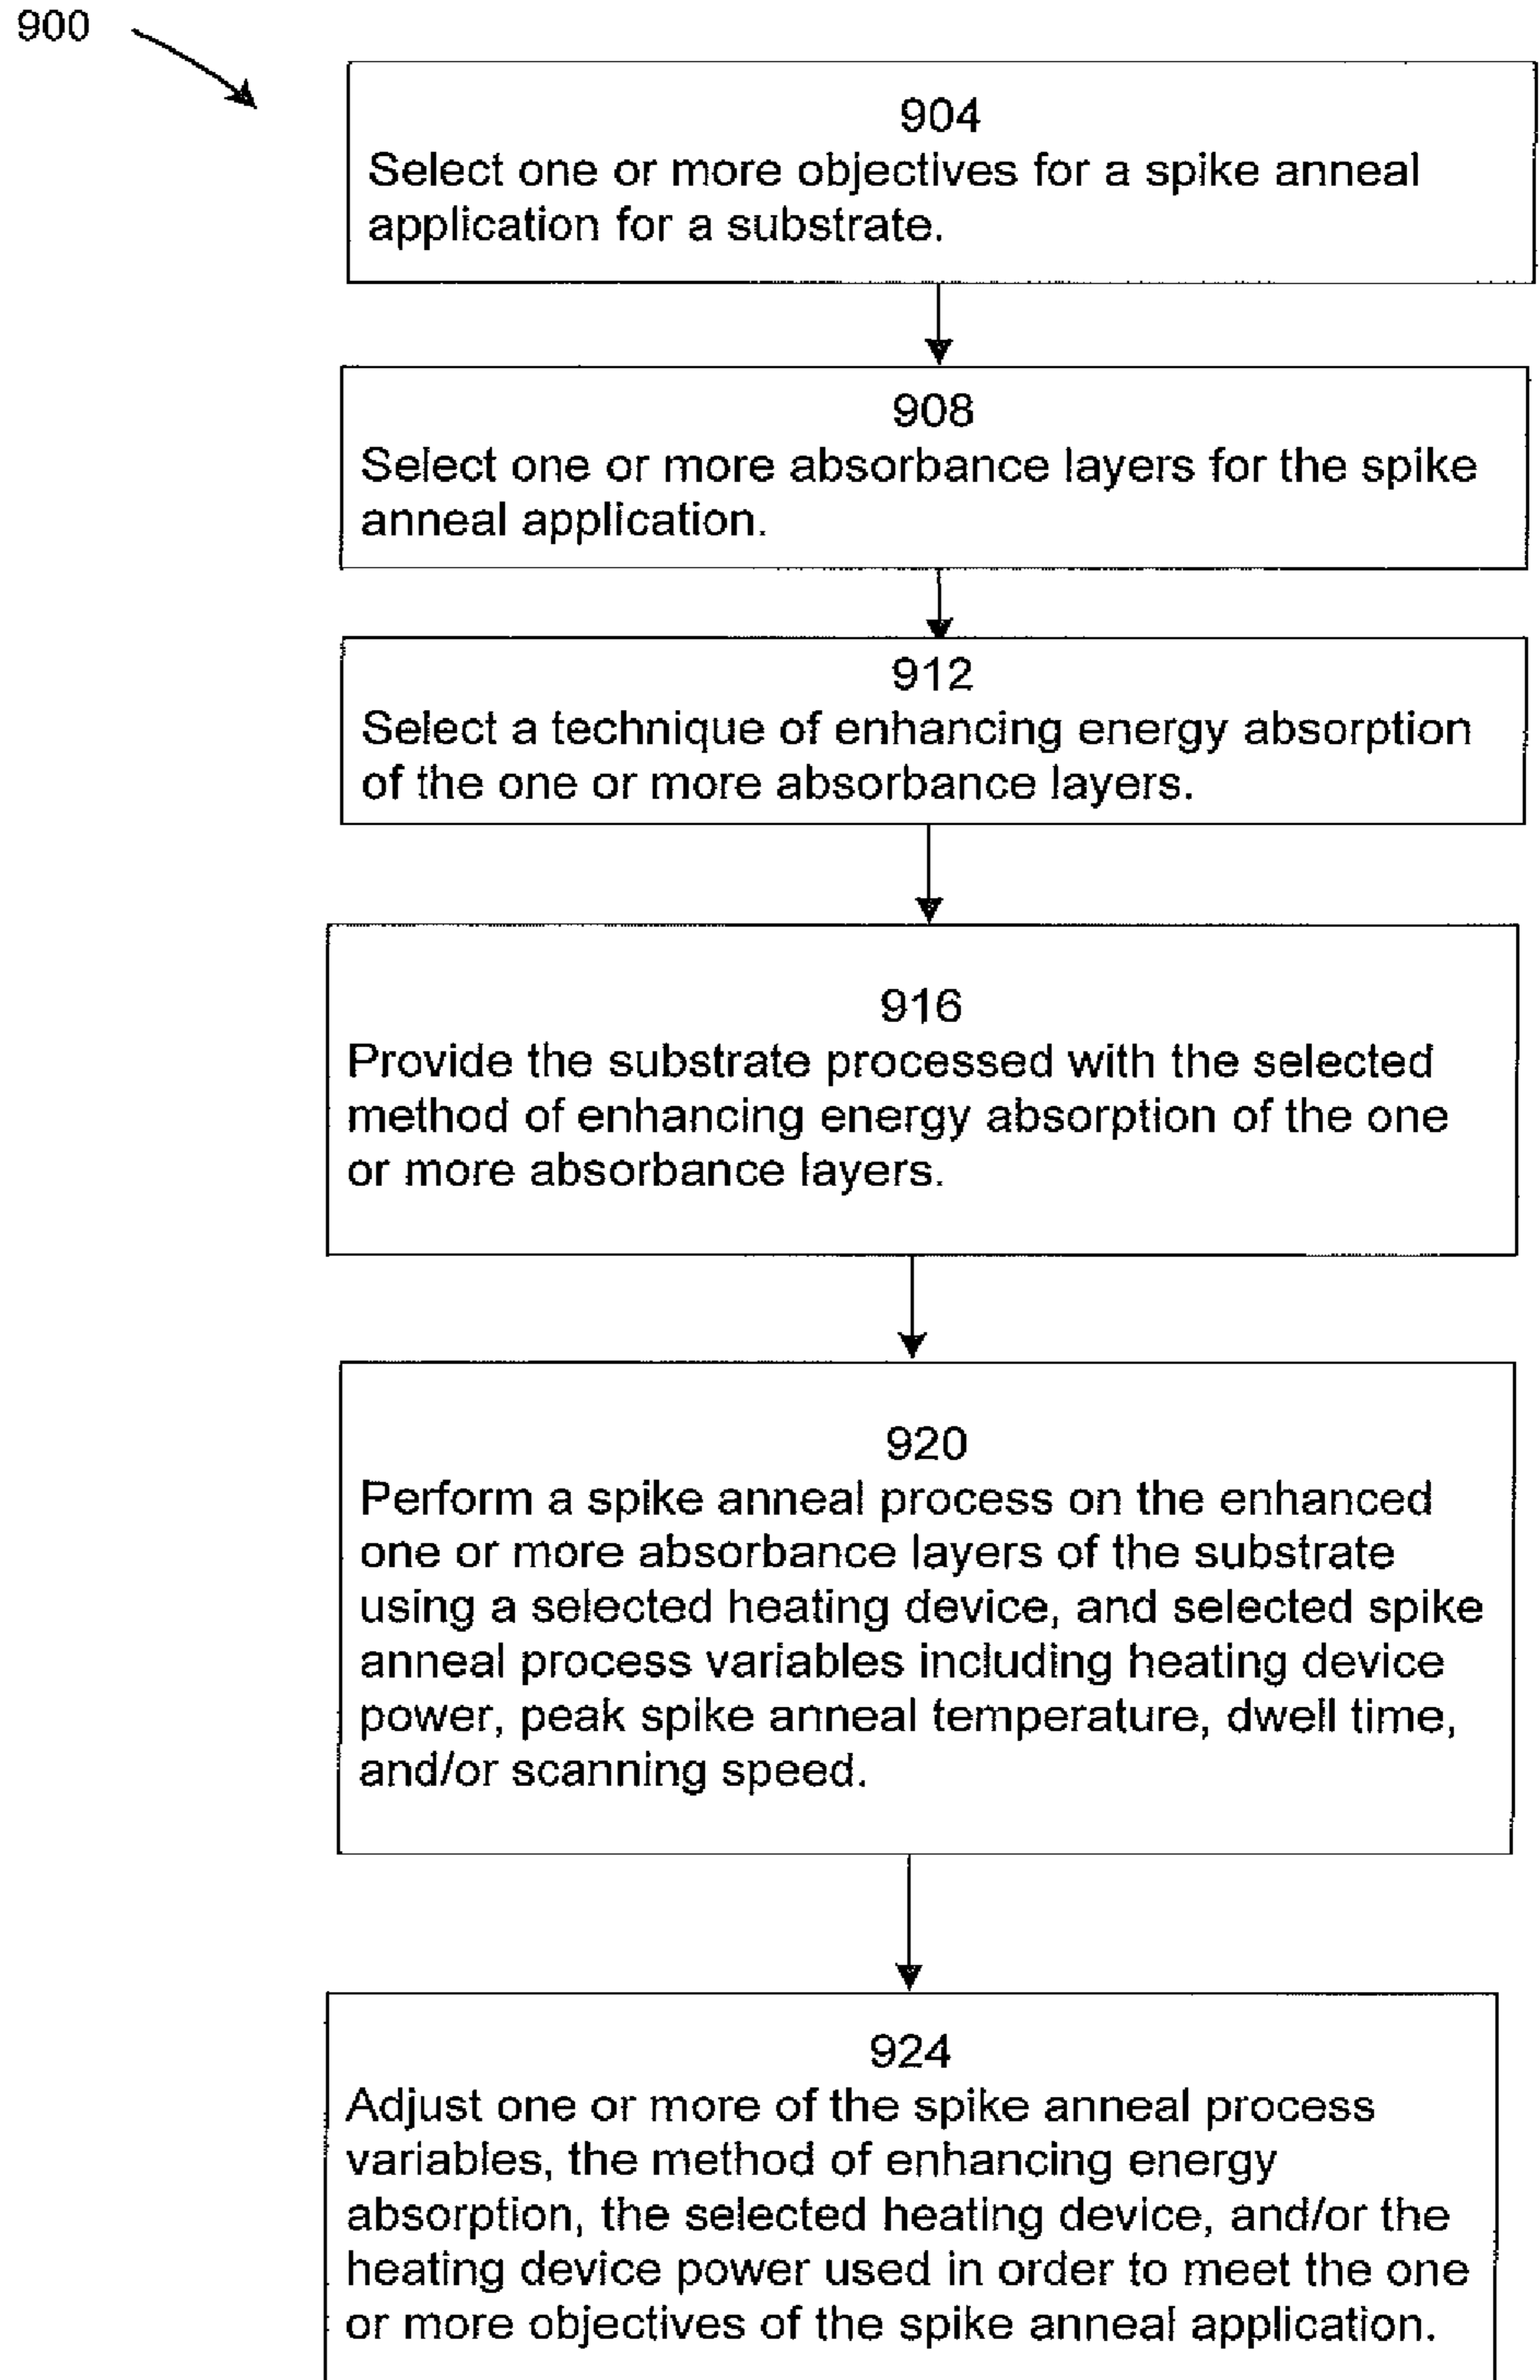 900
904
Select one or more objectives for a spike anneal
application for a substrate.
908
Select one or more absorbance layers for the spike
anneal application.
912
Select a technique of enhancing energy absorption
of the one or more absorbance layers.
916
Provide the substrate processed with the selected
method of enhancing energy absorption of the one
or more absorbance layers.
920
Perform a spike anneal process on the enhanced
one or more absorbance layers of the substrate
using a selected heating device, and selected spike
anneal process variables including heating device
power, peak spike anneal temperature, dwell time,
and/or scanning speed.
924
Adjust one or more of the spike anneal process
variables, the method of enhancing energy
absorption, the selected heating device, and/or the
heating device power used in order to meet the one
or more objectives of the spike anneal application.